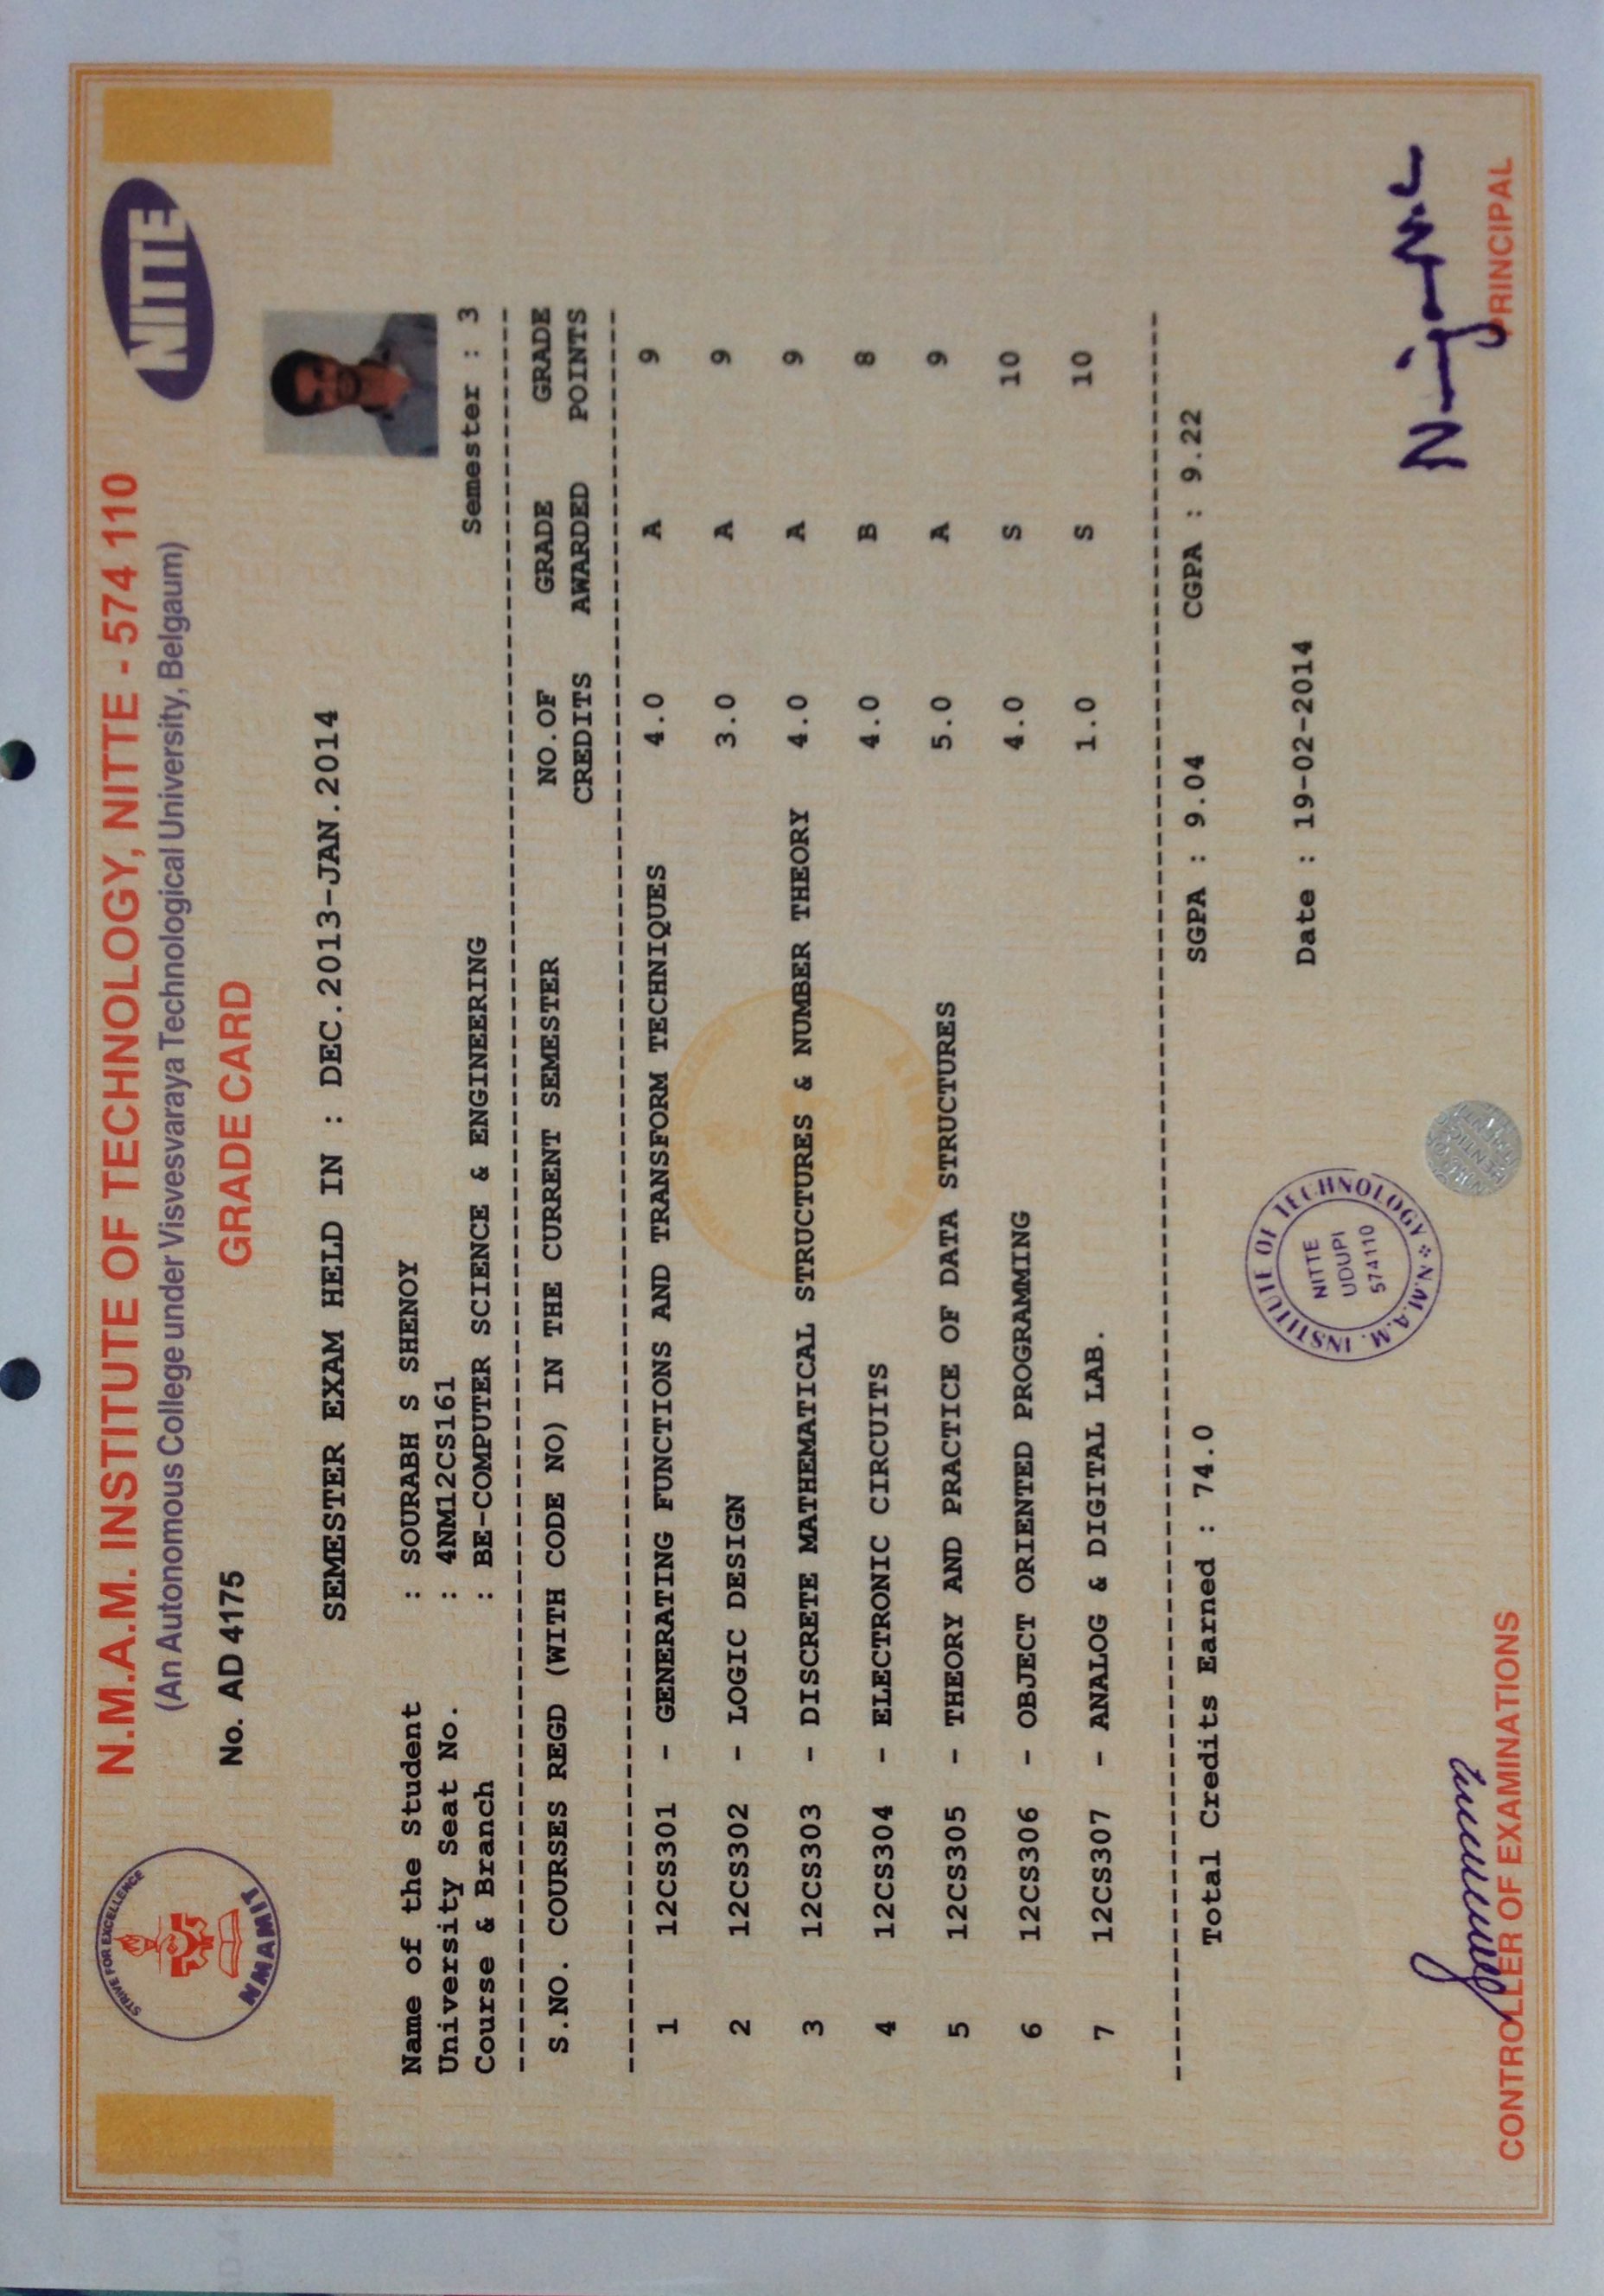 STRIVE FOR EXCELLENCE
NMAMIT
N.M.A.M. INSTITUTE OF TECHNOLOGY, NITTE - 574 110
(An Autonomous College under Visvesvaraya Technological University, Belgaum)
NITTE
No. AD 4175
GRADE CARD
SEMESTER EXAM HELD IN : DEC.2013-JAN.2014
Name of the Student : SOURABH S SHENOY
University Seat No. : 4NM12CS161
Course & Branch : BE-COMPUTER SCIENCE & ENGINEERING Semester : 3
S.NO. COURSES REGD (WITH CODE NO) IN THE CURRENT SEMESTER NO.OF GRADE GRADE
CREDITS AWARDED POINTS
1 12CS301 - GENERATING FUNCTIONS AND TRANSFORM TECHNIQUES 4.0 A 9
2 12CS302 - LOGIC DESIGN 3.0 A 9
3 12CS303 - DISCRETE MATHEMATICAL STRUCTURES & NUMBER THEORY 4.0 A 9
4 12CS304 - ELECTRONIC CIRCUITS 4.0 B 8
5 12CS305 - THEORY AND PRACTICE OF DATA STRUCTURES 5.0 A 9
6 12CS306 - OBJECT ORIENTED PROGRAMMING 4.0 S 10
7 12CS307 - ANALOG & DIGITAL LAB. 1.0 S 10
Total Credits Earned : 74.0 SGPA : 9.04 CGPA : 9.22
Date : 19-02-2014
N.M.A.M. INSTITUTE OF TECHNOLOGY
NITTE
UDUPI
574110
CONTROLLER OF EXAMINATIONS
PRINCIPAL